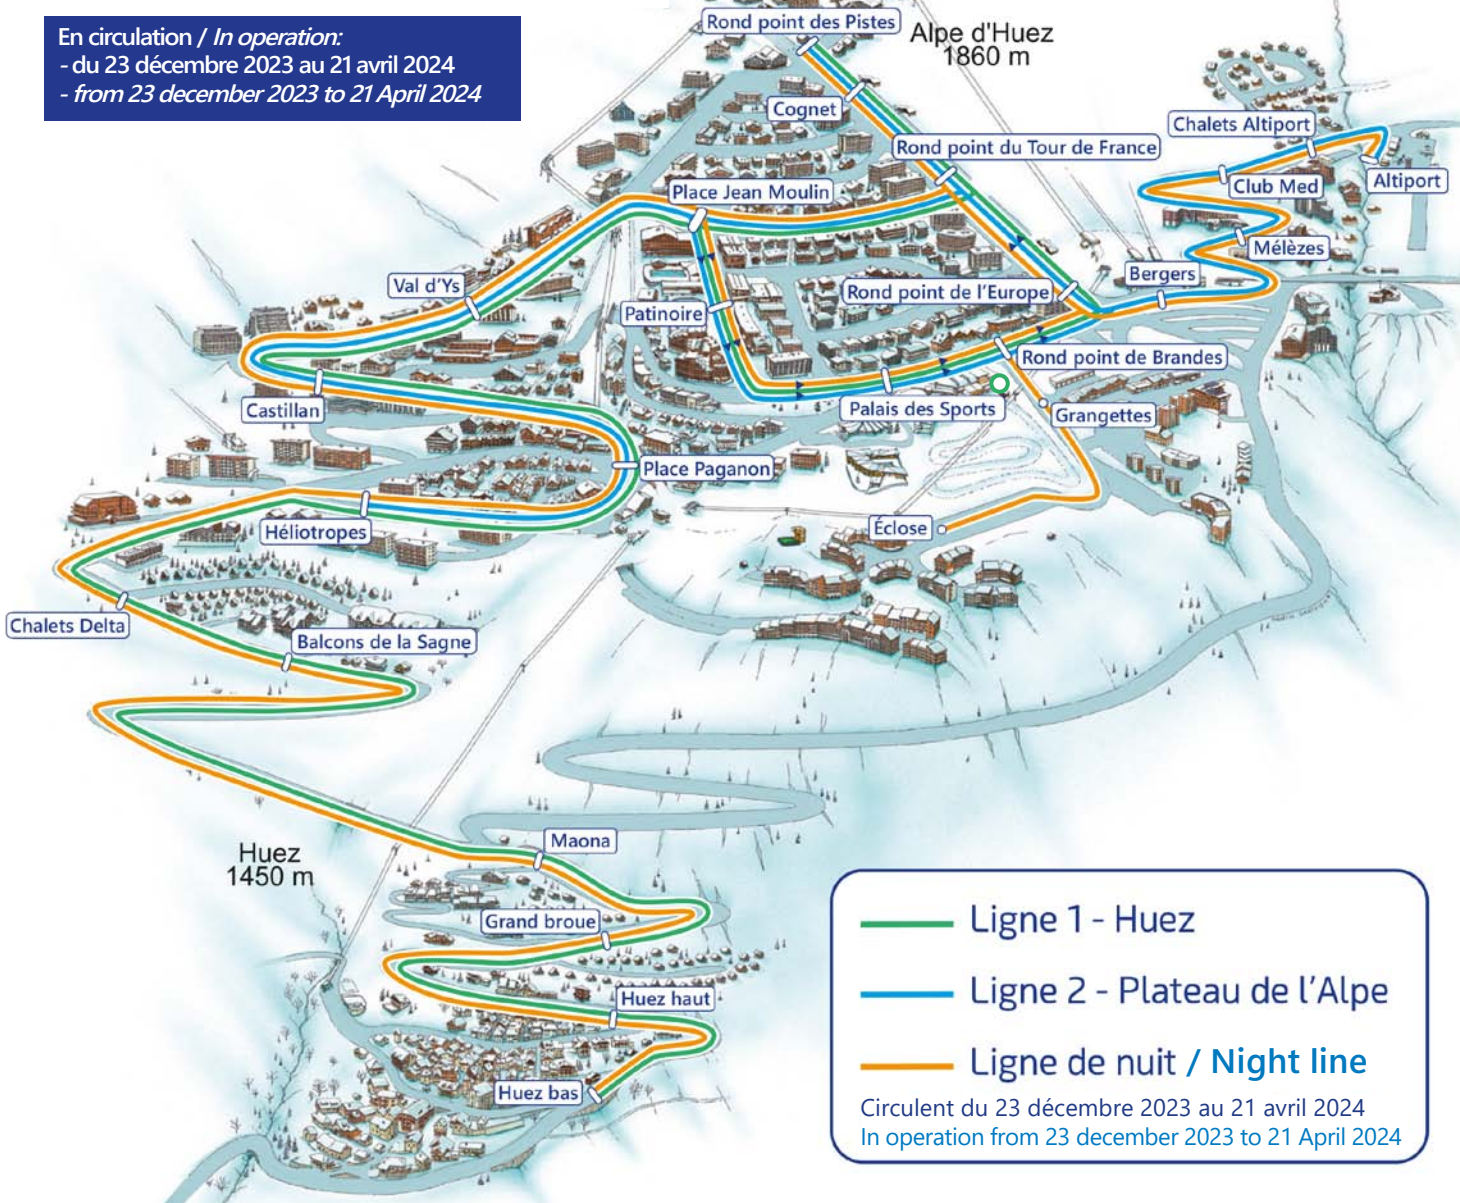 En circulation / In operation:
- du 23 décembre 2023 au 21 avril 2024
- from 23 december 2023 to 21 April 2024
Rond point des Pistes
Alpe d'Huez
1860 m
Cognet
Chalets Altiport
Rond point du Tour de France
Altiport
Club Med
Place Jean Moulin
Mélèzes
Bergers
Val d'Ys
Rond point de l'Europe
Patinoire
Rond point de Brandes
Castillan
Palais des Sports
Grangettes
Place Paganon
Héliotropes
Éclose
Chalets Delta
Balcons de la Sagne
Maona
Huez
1450 m
Grand broue
Huez haut
Huez bas
Ligne 1 - Huez
Ligne 2 - Plateau de l'Alpe
Ligne de nuit / Night line
Circulent du 23 décembre 2023 au 21 avril 2024
In operation from 23 december 2023 to 21 April 2024